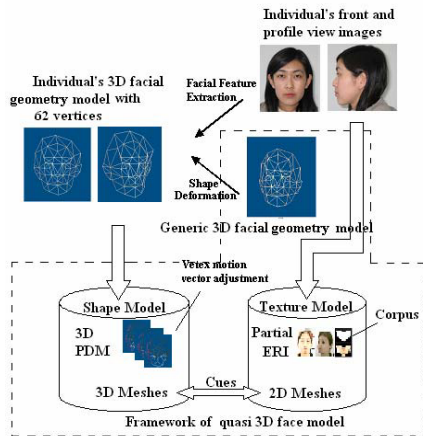 Individual's front and
profile view images
Individual's 3D facial
geometry model with
62 vertices
Facial Feature
Extraction
Shape
Deformation
Generic 3D facial geometry model
Vetex motion
vector adjustment
Shape Model
3D
PDM
3D Meshes
Texture Model
Partial
ERI
Corpus
2D Meshes
Cues
Framework of quasi 3D face model